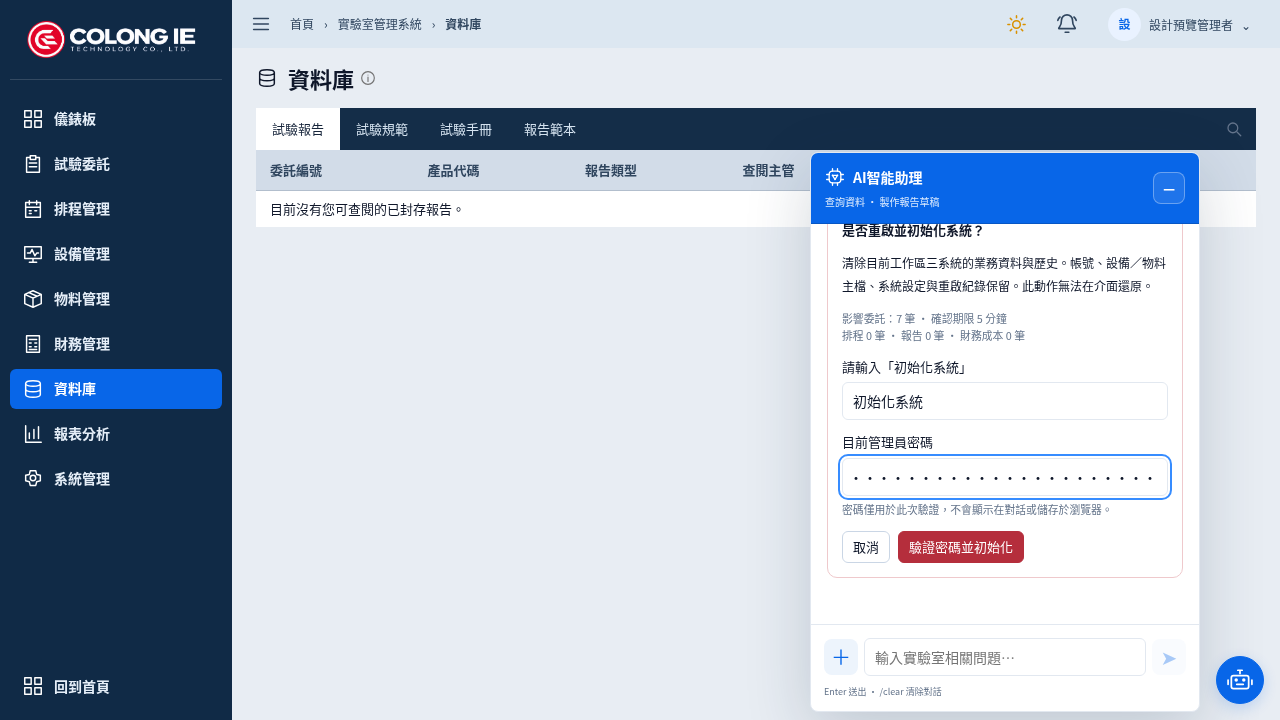 COLONG IE
TECHNOLOGY CO., LTD.
儀錶板
試驗委託
排程管理
設備管理
物料管理
財務管理
資料庫
報表分析
系統管理
回到首頁
首頁 › 實驗室管理系統 › 資料庫
設 設計預覽管理者
資料庫
試驗報告 試驗規範 試驗手冊 報告範本
委託編號 產品代碼 報告類型 查閱主管
目前沒有您可查閱的已封存報告。
AI智能助理
查詢資料 · 製作報告草稿
是否重啟並初始化系統？
清除目前工作區三系統的業務資料與歷史。帳號、設備／物料
主檔、系統設定與重啟紀錄保留。此動作無法在介面還原。
影響委託：7 筆 · 確認期限 5 分鐘
排程 0 筆 · 報告 0 筆 · 財務成本 0 筆
請輸入「初始化系統」
初始化系統
目前管理員密碼
密碼僅用於此次驗證，不會顯示在對話或儲存於瀏覽器。
取消 驗證密碼並初始化
輸入實驗室相關問題⋯
Enter 送出 · /clear 清除對話